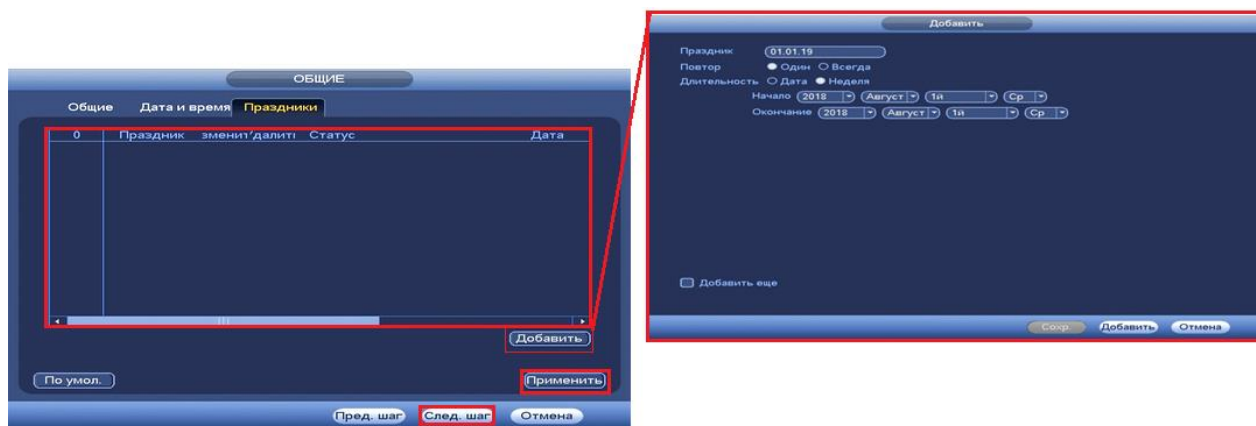 ОБЩИЕ
Общие Дата и время Праздники
0 Праздник зменит/далиті Статус Дата
Добавить
По умол. Применить
Пред. шаг След. шаг Отмена
Добавить
Праздник 01.01.19
Повтор Один Всегда
Длительность Дата Неделя
Начало 2018 Август 1й Ср
Окончание 2018 Август 1й Ср
Добавить еще
Сохр. Добавить Отмена